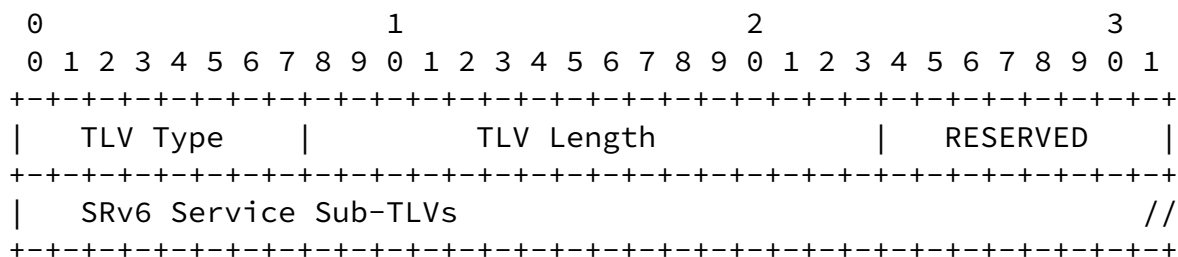 0                   1                   2                   3
 0 1 2 3 4 5 6 7 8 9 0 1 2 3 4 5 6 7 8 9 0 1 2 3 4 5 6 7 8 9 0 1
+-+-+-+-+-+-+-+-+-+-+-+-+-+-+-+-+-+-+-+-+-+-+-+-+-+-+-+-+-+-+-+-+
|   TLV Type    |         TLV Length            |   RESERVED    |
+-+-+-+-+-+-+-+-+-+-+-+-+-+-+-+-+-+-+-+-+-+-+-+-+-+-+-+-+-+-+-+-+
|   SRv6 Service Sub-TLVs                                      //
+-+-+-+-+-+-+-+-+-+-+-+-+-+-+-+-+-+-+-+-+-+-+-+-+-+-+-+-+-+-+-+-+